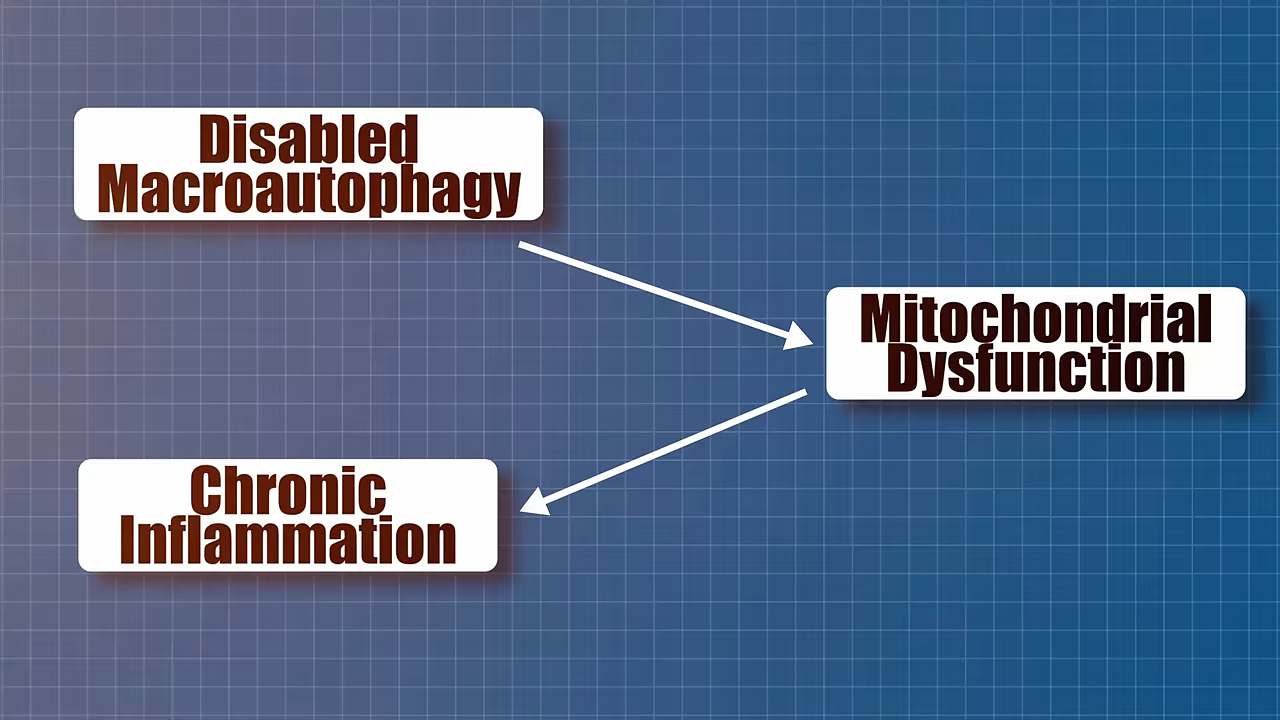 Disabled
Macroautophagy
Mitochondrial
Dysfunction
Chronic
Inflammation